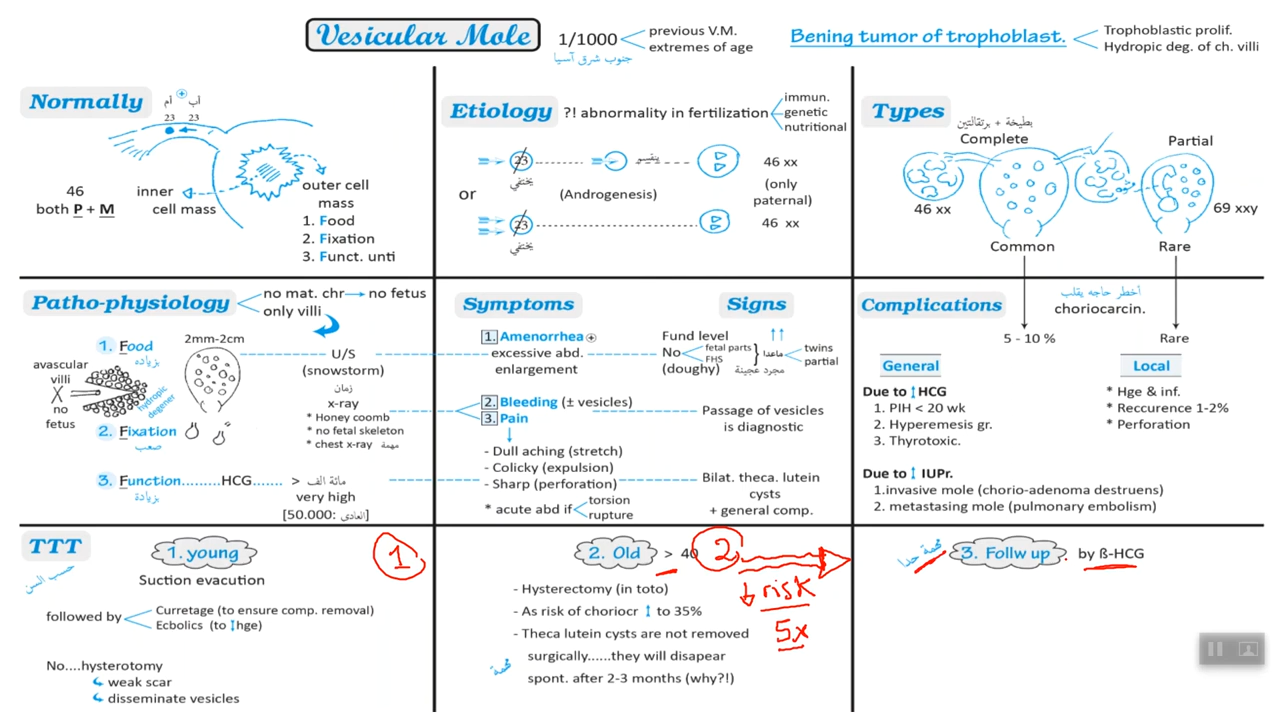 Vesicular Mole
1/1000
previous V.M.
extremes of age
جنوب شرق آسيا
Bening tumor of trophoblast.
Trophoblastic prolif.
Hydropic deg. of ch. villi
Normally
أم + أب
23 23
46
both P + M
inner
cell mass
outer cell
mass
1. Food
2. Fixation
3. Funct. unti
Etiology
?! abnormality in fertilization
immun.
genetic
nutritional
23
يختفي
ينقسم
46 xx
(only
paternal)
or
(Androgenesis)
23
يختفي
46 xx
Types
بطيخة + برتقالتين
Complete
Partial
46 xx
69 xxy
Common
Rare
Patho-physiology
no mat. chr → no fetus
only villi
1. Food
بزياده
2mm-2cm
avascular
villi
no
fetus
hydropic
degener
2. Fixation
صعب
U/S
(snowstorm)
زمان
x-ray
* Honey coomb
* no fetal skeleton
* chest x-ray مهمة
3. Function.........HCG....... > مائة الف
بزيادة
very high
[50.000: العادى]
Symptoms
1. Amenorrhea +
excessive abd.
enlargement
2. Bleeding (± vesicles)
3. Pain
- Dull aching (stretch)
- Colicky (expulsion)
- Sharp (perforation)
* acute abd if
torsion
rupture
Signs
Fund level ↑↑
No
fetal parts
FHS
ماعدا
twins
partial
(doughy) مجرد عجينة
Passage of vesicles
is diagnostic
Bilat. theca. lutein
cysts
+ general comp.
Complications
أخطر حاجه يقلب
choriocarcin.
5 - 10 %
Rare
General
Due to ↑ HCG
1. PIH < 20 wk
2. Hyperemesis gr.
3. Thyrotoxic.
Local
* Hge & inf.
* Reccurence 1-2%
* Perforation
Due to ↑ IUPr.
1.invasive mole (chorio-adenoma destruens)
2. metastasing mole (pulmonary embolism)
TTT
حسب السن
1. young
1
Suction evacution
followed by
Curretage (to ensure comp. removal)
Ecbolics (to ↓hge)
No....hysterotomy
weak scar
disseminate vesicles
2. Old > 40
2
- Hysterectomy (in toto)
- As risk of choriocr ↑ to 35%
- Theca lutein cysts are not removed
surgically......they will disapear
spont. after 2-3 months (why?!)
مهمة
↓ risk
5x
مهمة جدا
3. Follw up : by ß-HCG